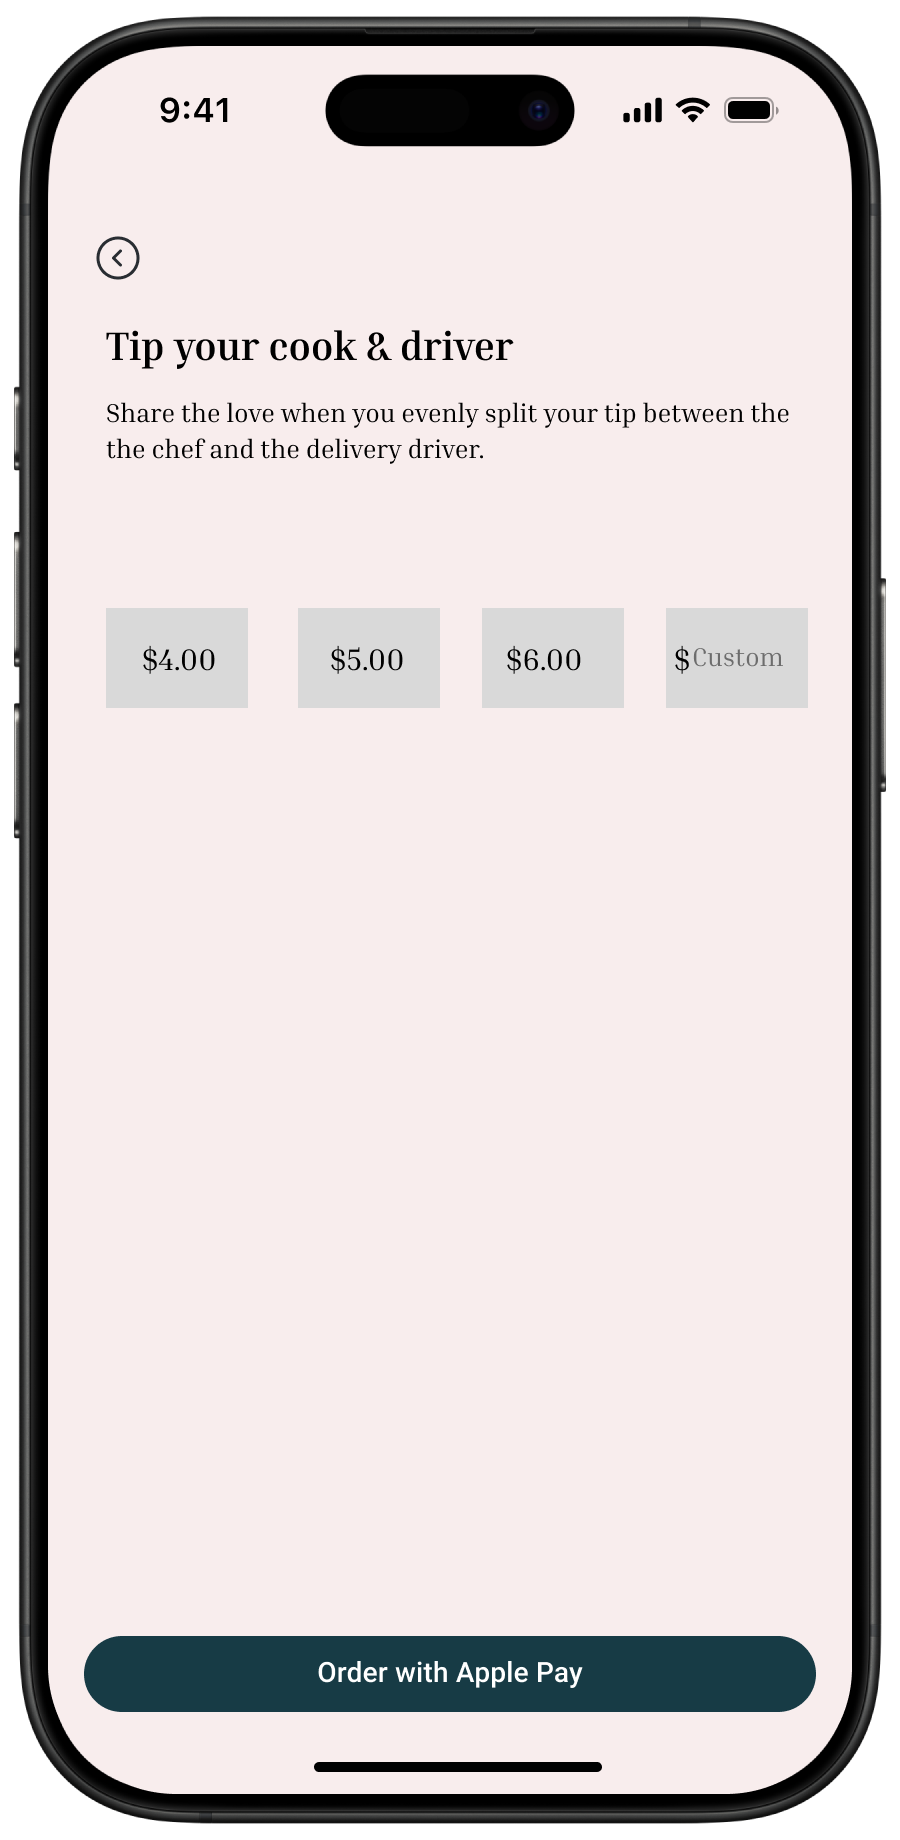 9:41
Tip your cook & driver
Share the love when you evenly split your tip between the
the chef and the delivery driver.
$4.00 $5.00 $6.00 $Custom
Order with Apple Pay